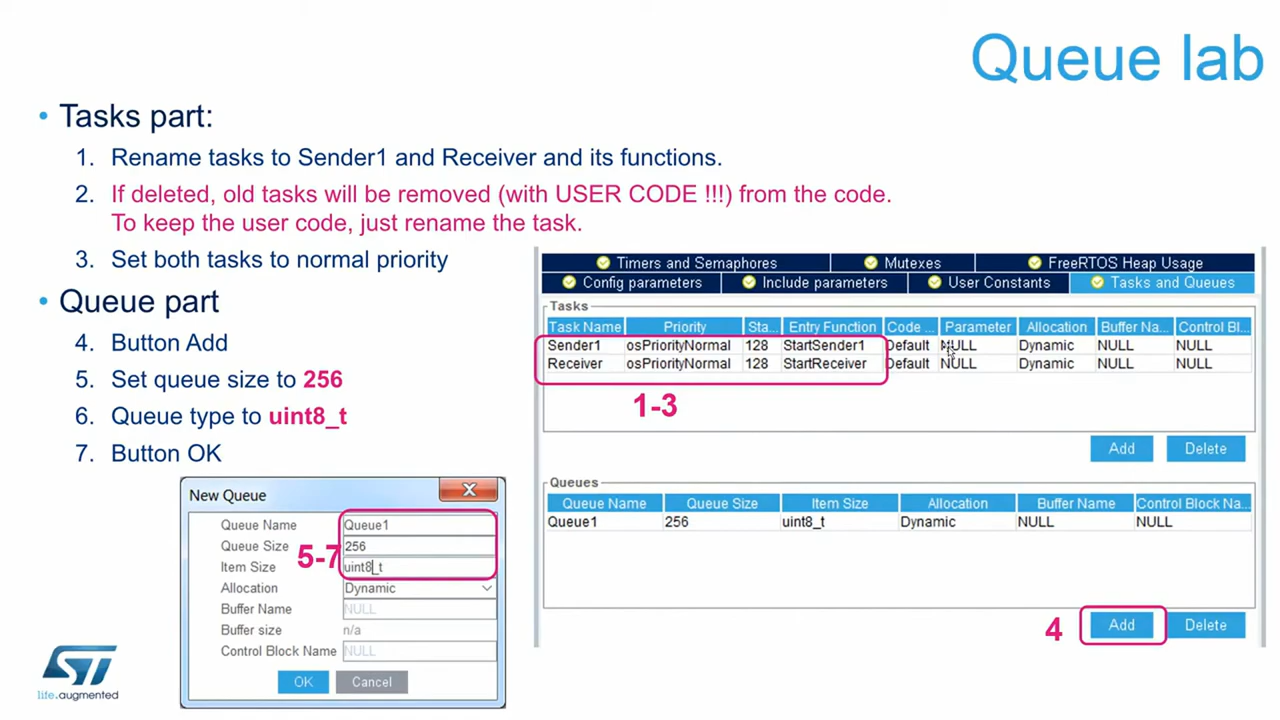 Queue lab
• Tasks part:
1. Rename tasks to Sender1 and Receiver and its functions.
2. If deleted, old tasks will be removed (with USER CODE !!!) from the code.
To keep the user code, just rename the task.
3. Set both tasks to normal priority
• Queue part
4. Button Add
5. Set queue size to 256
6. Queue type to uint8_t
7. Button OK
Timers and Semaphores Mutexes FreeRTOS Heap Usage
Config parameters Include parameters User Constants Tasks and Queues
Tasks
Task Name Priority Sta... Entry Function Code ... Parameter Allocation Buffer Na... Control Bl...
Sender1 osPriorityNormal 128 StartSender1 Default NULL Dynamic NULL NULL
Receiver osPriorityNormal 128 StartReceiver Default NULL Dynamic NULL NULL
1-3
Add Delete
Queues
Queue Name Queue Size Item Size Allocation Buffer Name Control Block Na...
Queue1 256 uint8_t Dynamic NULL NULL
4 Add Delete
New Queue
Queue Name Queue1
Queue Size 256
5-7
Item Size uint8_t
Allocation Dynamic
Buffer Name NULL
Buffer size n/a
Control Block Name NULL
OK Cancel
ST
life.augmented